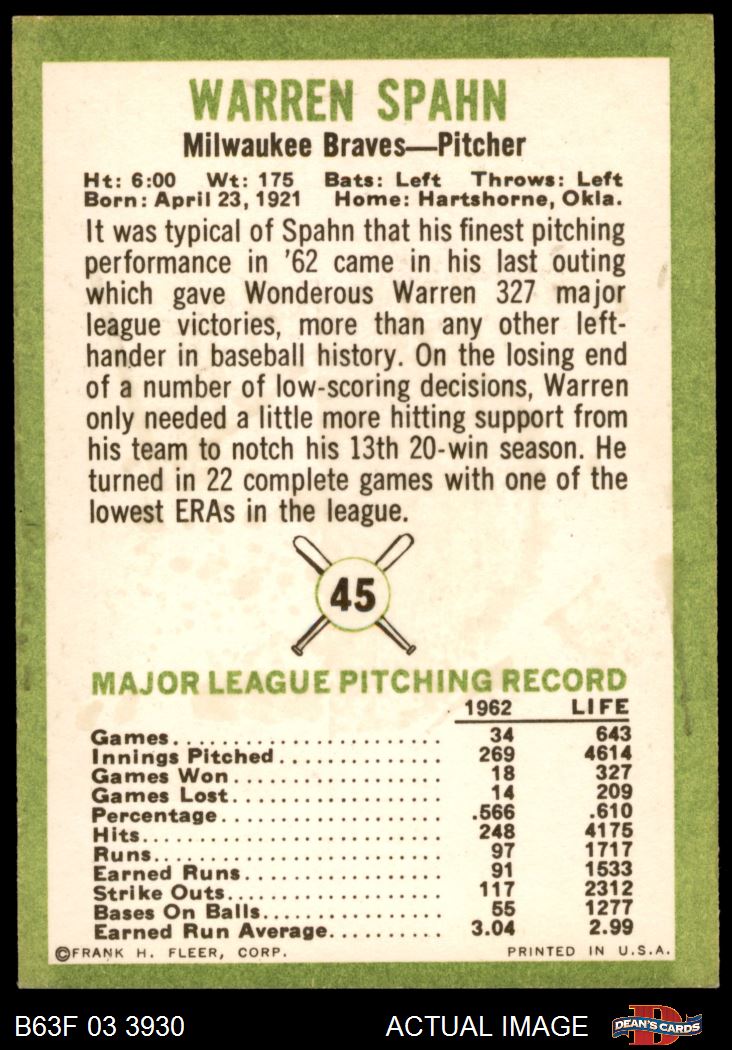 WARREN SPAHN
Milwaukee Braves—Pitcher
Ht: 6:00 Wt: 175 Bats: Left Throws: Left
Born: April 23, 1921 Home: Hartshorne, Okla.
It was typical of Spahn that his finest pitching
performance in '62 came in his last outing
which gave Wonderous Warren 327 major
league victories, more than any other left-
hander in baseball history. On the losing end
of a number of low-scoring decisions, Warren
only needed a little more hitting support from
his team to notch his 13th 20-win season. He
turned in 22 complete games with one of the
lowest ERAs in the league.
45
MAJOR LEAGUE PITCHING RECORD
1962 LIFE
Games 34 643
Innings Pitched 269 4614
Games Won 18 327
Games Lost 14 209
Percentage .566 .610
Hits 248 4175
Runs 97 1717
Earned Runs 91 1533
Strike Outs 117 2312
Bases On Balls 55 1277
Earned Run Average 3.04 2.99
©FRANK H. FLEER, CORP. PRINTED IN U.S.A.
B63F 03 3930 ACTUAL IMAGE D DEAN'S CARDS